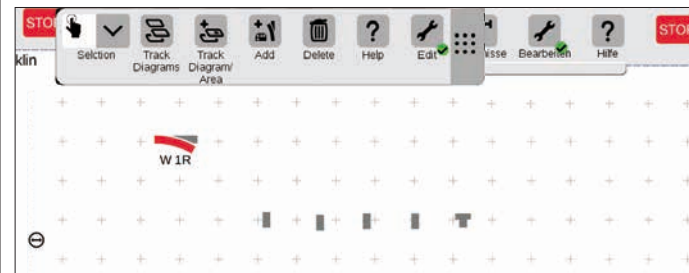 STO
Selction
Track
Diagrams
Track
Diagram/
Area
Add
Delete
Help
Edit
isse
Bearbeiten
Hilfe
STO
klin
W 1R